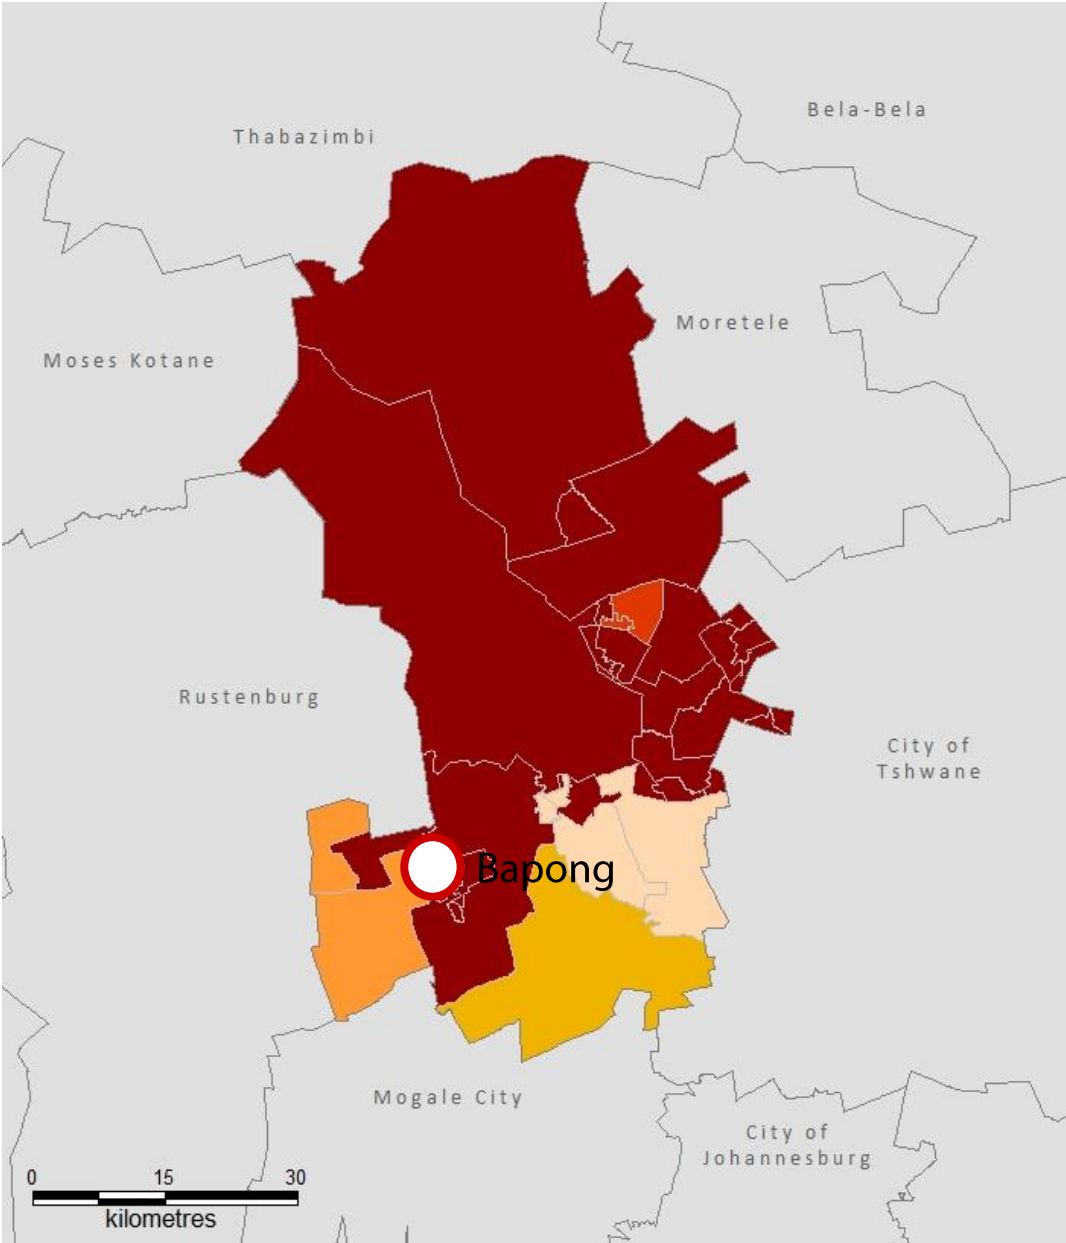 Bela-Bela
Thabazimbi
Moretele
Moses Kotane
Rustenburg
City of
Tshwane
Bapong
Mogale City
City of
Johannesburg
0 15 30
kilometres